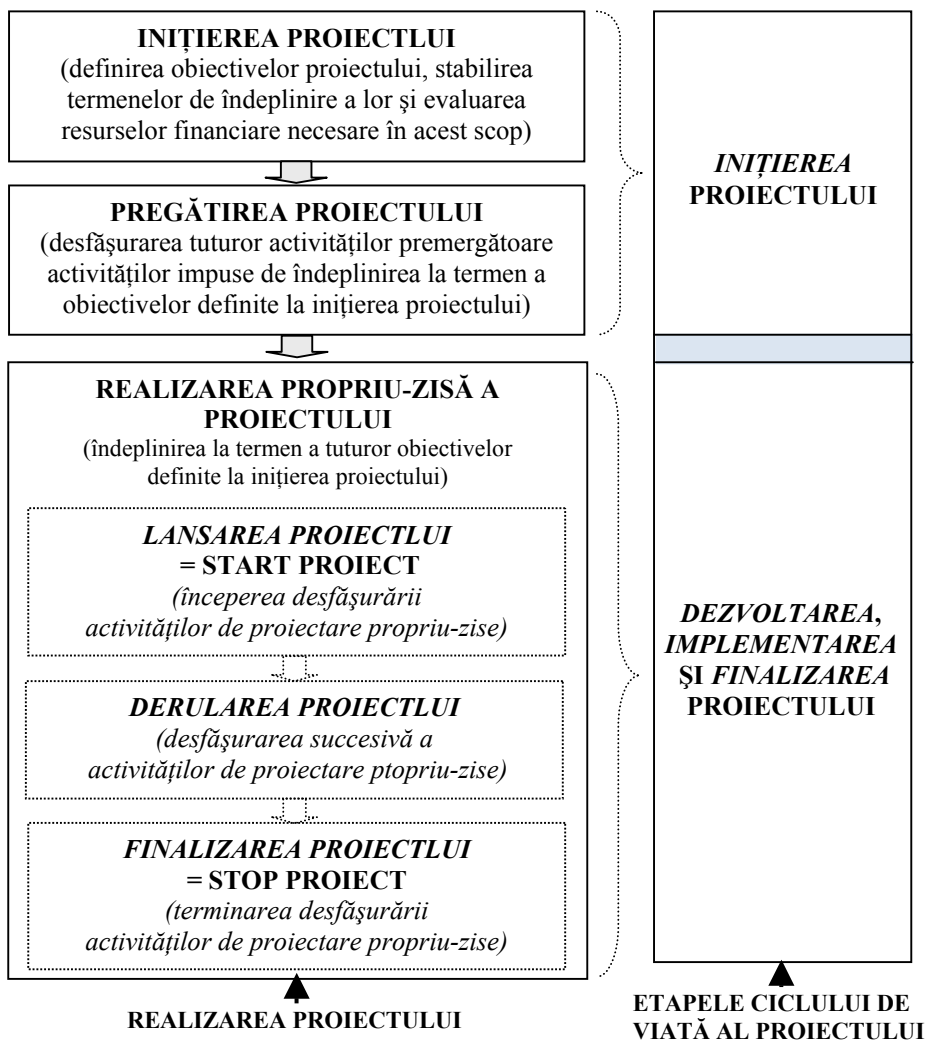 INIȚIEREA PROIECTLUI
(definirea obiectivelor proiectului, stabilirea
termenelor de îndeplinire a lor şi evaluarea
resurselor financiare necesare în acest scop)
PREGĂTIREA PROIECTULUI
(desfăşurarea tuturor activităților premergătoare
activităților impuse de îndeplinirea la termen a
obiectivelor definite la inițierea proiectului)
REALIZAREA PROPRIU-ZISĂ A
PROIECTULUI
(îndeplinirea la termen a tuturor obiectivelor
definite la inițierea proiectului)
LANSAREA PROIECTLUI
= START PROIECT
(începerea desfăşurării
activităților de proiectare propriu-zise)
DERULAREA PROIECTLUI
(desfăşurarea succesivă a
activităților de proiectare ptopriu-zise)
FINALIZAREA PROIECTLUI
= STOP PROIECT
(terminarea desfăşurării
activităților de proiectare propriu-zise)
REALIZAREA PROIECTULUI
INIȚIEREA
PROIECTULUI
DEZVOLTAREA,
IMPLEMENTAREA
ŞI FINALIZAREA
PROIECTULUI
ETAPELE CICLULUI DE
VIATĂ AL PROIECTULUI